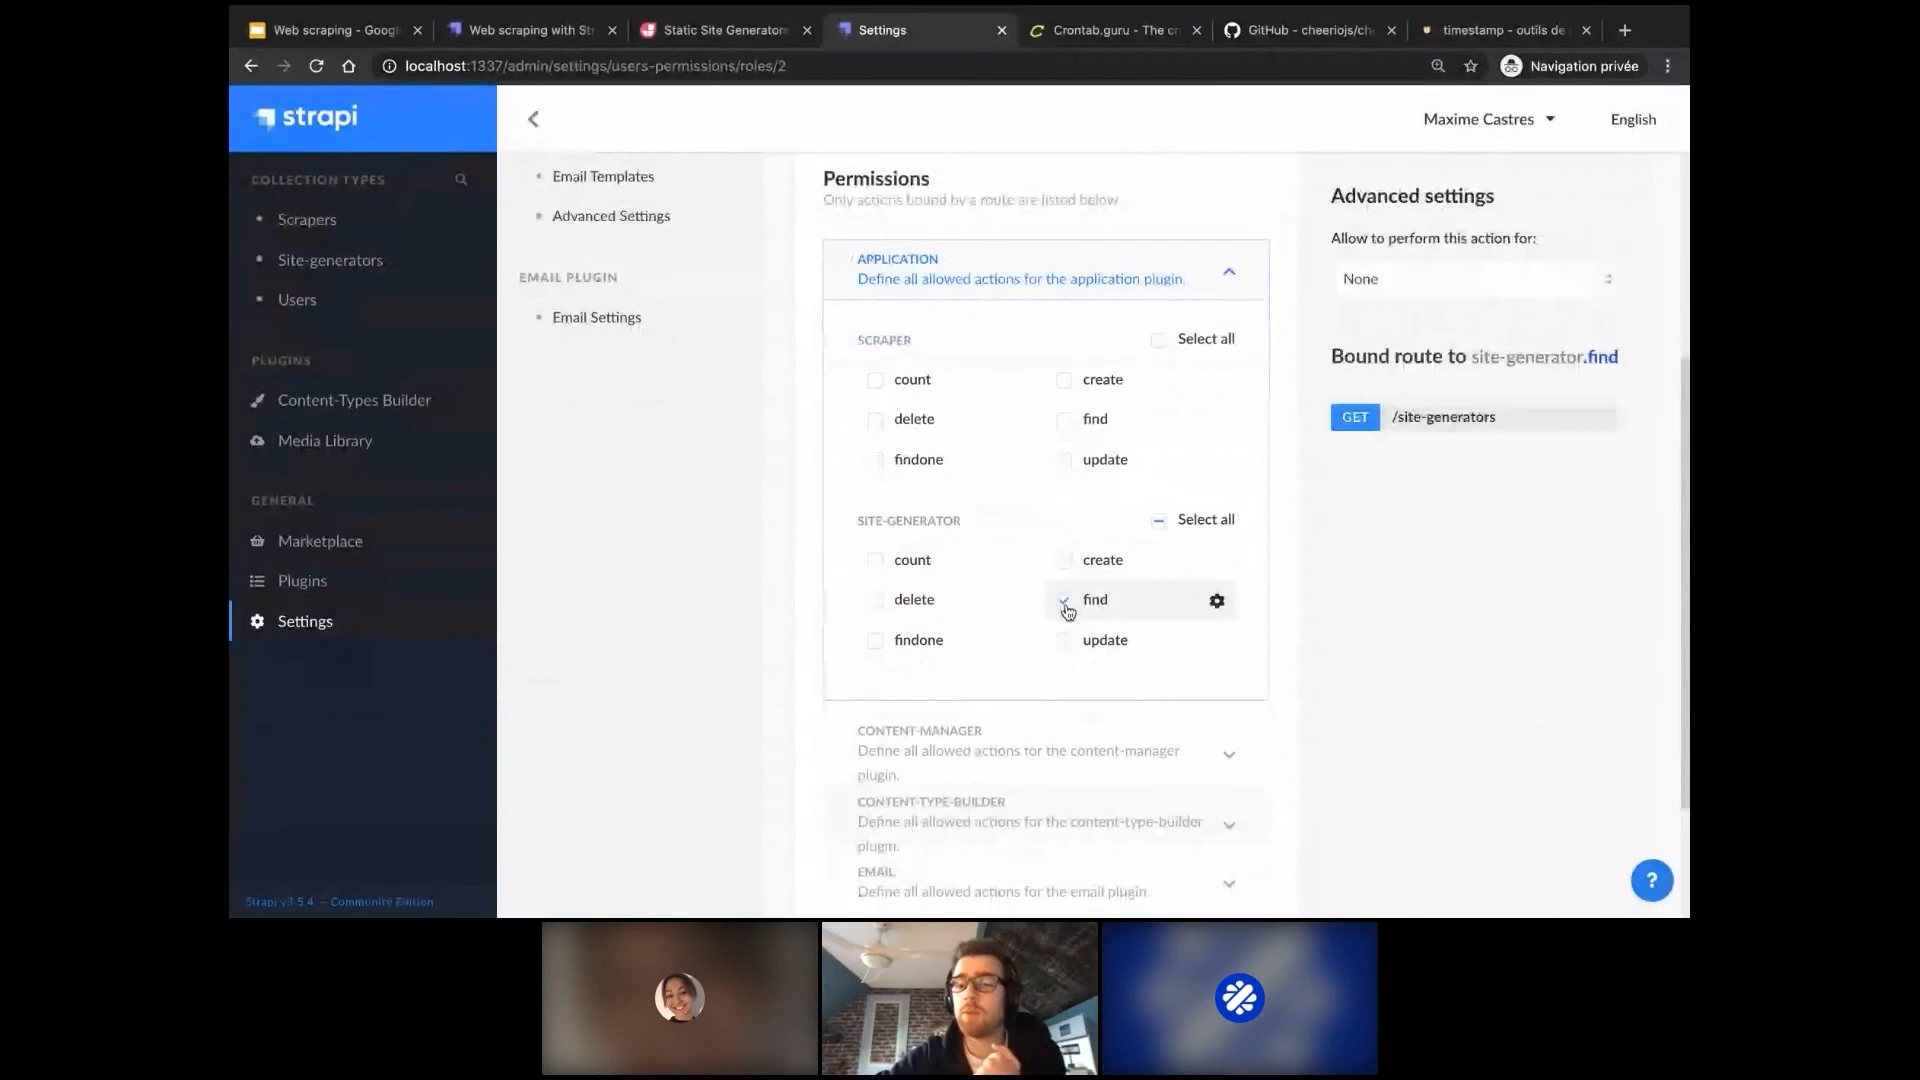 Web scraping - Goog
Web scraping with St
Static Site Generator
Settings
Crontab.guru - The cr
GitHub - cheeriojs/ch
timestamp - outils de
localhost:1337/admin/settings/users-permissions/roles/2
Navigation privée
strapi
Maxime Castres
English
COLLECTION TYPES
Scrapers
Site-generators
Users
PLUGINS
Content-Types Builder
Media Library
GENERAL
Marketplace
Plugins
Settings
Strapi v3.5.4 — Community Edition
Email Templates
Advanced Settings
EMAIL PLUGIN
Email Settings
Permissions
Only actions bound by a route are listed below
APPLICATION
Define all allowed actions for the application plugin.
SCRAPER
Select all
count
create
delete
find
findone
update
SITE-GENERATOR
Select all
count
create
delete
find
findone
update
CONTENT-MANAGER
Define all allowed actions for the content-manager
plugin.
CONTENT-TYPE-BUILDER
Define all allowed actions for the content-type-builder
plugin.
EMAIL
Define all allowed actions for the email plugin.
Advanced settings
Allow to perform this action for:
None
Bound route to site-generator.find
GET /site-generators
?